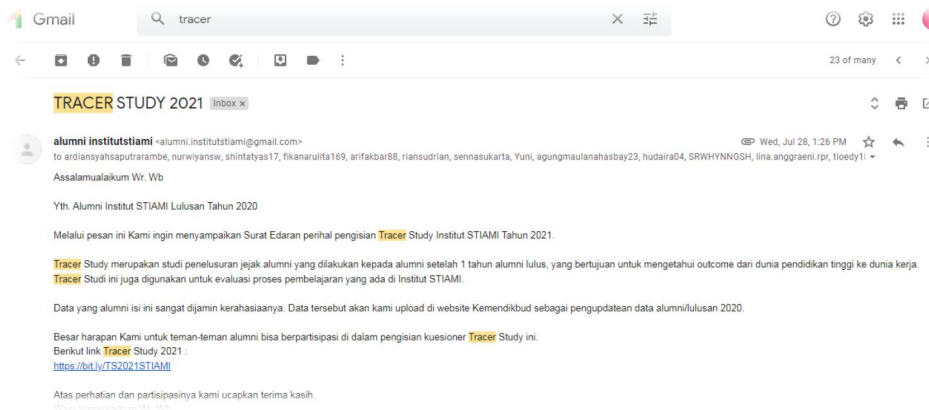 Gmail
tracer
23 of many
TRACER STUDY 2021 Inbox x
alumni institutstiami <alumni.institutstiami@gmail.com>
Wed, Jul 28, 1:26 PM
to ardiansyahsaputrarambe, nurwiyansw, shintatyas17, fikanarulita169, arifakbar88, riansudrian, sennasukarta, Yuni, agungmaulanahasbay23, hudaira04, SRWHYNNGSH, lina.anggraeni.rpr,
Assalamualaikum Wr. Wb
Yth. Alumni Institut STIAMI Lulusan Tahun 2020
Melalui pesan ini Kami ingin menyampaikan Surat Edaran perihal pengisian Tracer Study Institut STIAMI Tahun 2021.
Tracer Study merupakan studi penelusuran jejak alumni yang dilakukan kepada alumni setelah 1 tahun alumni lulus, yang bertujuan untuk mengetahui outcome dari dunia pendidikan tinggi ke dunia kerja.
Tracer Studi ini juga digunakan untuk evaluasi proses pembelajaran yang ada di Institut STIAMI.
Data yang alumni isi ini sangat dijamin kerahasiaanya. Data tersebut akan kami upload di website Kemendikbud sebagai pengupdatean data alumni/lulusan 2020.
Besar harapan Kami untuk teman-teman alumni bisa berpartisipasi di dalam pengisian kuesioner Tracer Study ini.
Berikut link Tracer Study 2021 :
https://bit.ly/TS2021STIAMI
Atas perhatian dan partisipasinya kami ucapkan terima kasih.